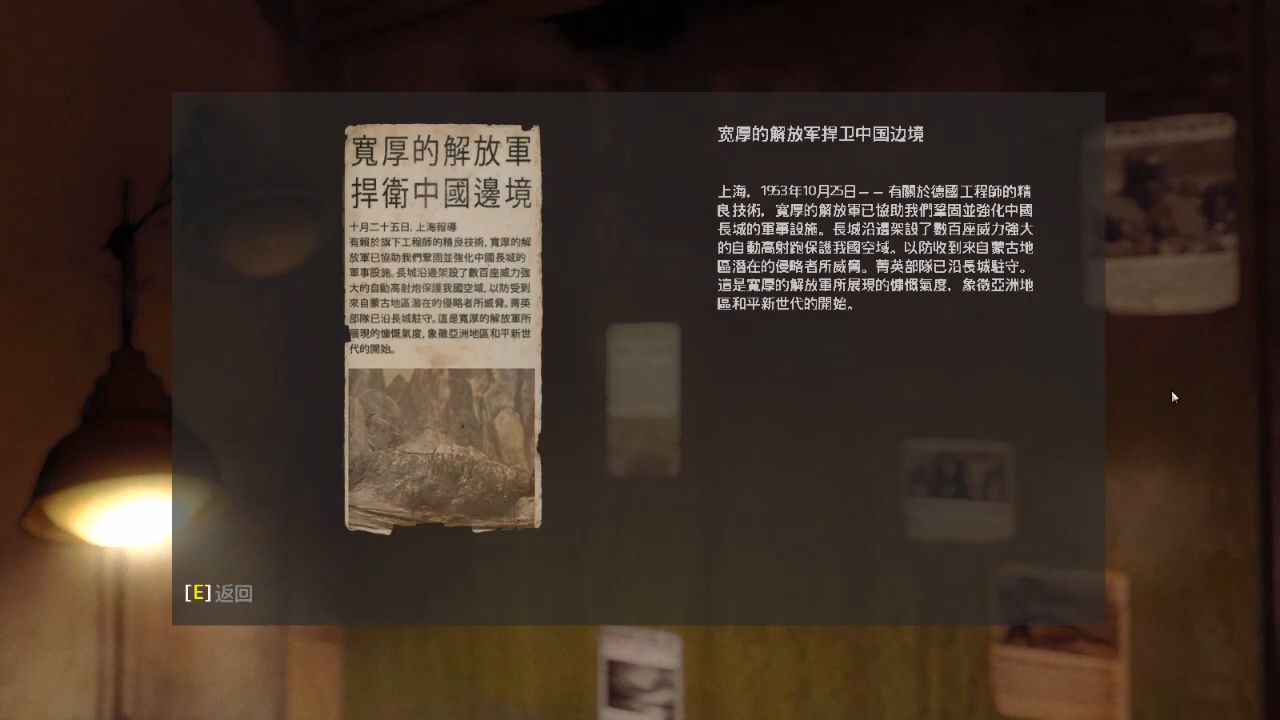 寬厚的解放軍
捍衛中國邊境
十月二十五日, 上海報導
有賴於旗下工程師的精良技術, 寬厚的解
放軍已協助我們鞏固並強化中國長城的
軍事設施。長城沿邊架設了數百座威力強
大的自動高射炮保護我國空域, 以防受到
來自蒙古地區潛在的侵略者所威脅。菁英
部隊已沿長城駐守。這是寬厚的解放軍所
展現的慷慨氣度, 象徵亞洲地區和平新世
代的開始。
宽厚的解放军捍卫中国边境
上海，1953年10月25日－－有關於德國工程師的精
良技術，寬厚的解放軍已協助我們鞏固並強化中國
長城的軍事設施。長城沿邊架設了數百座威力強大
的自動高射跑保護我國空域，以防收到來自蒙古地
區潛在的侵略者所威脅。菁英部隊已沿長城駐守。
這是寬厚的解放軍所展現的慷慨氣度，象徵亞洲地
區和平新世代的開始。
[E]返回